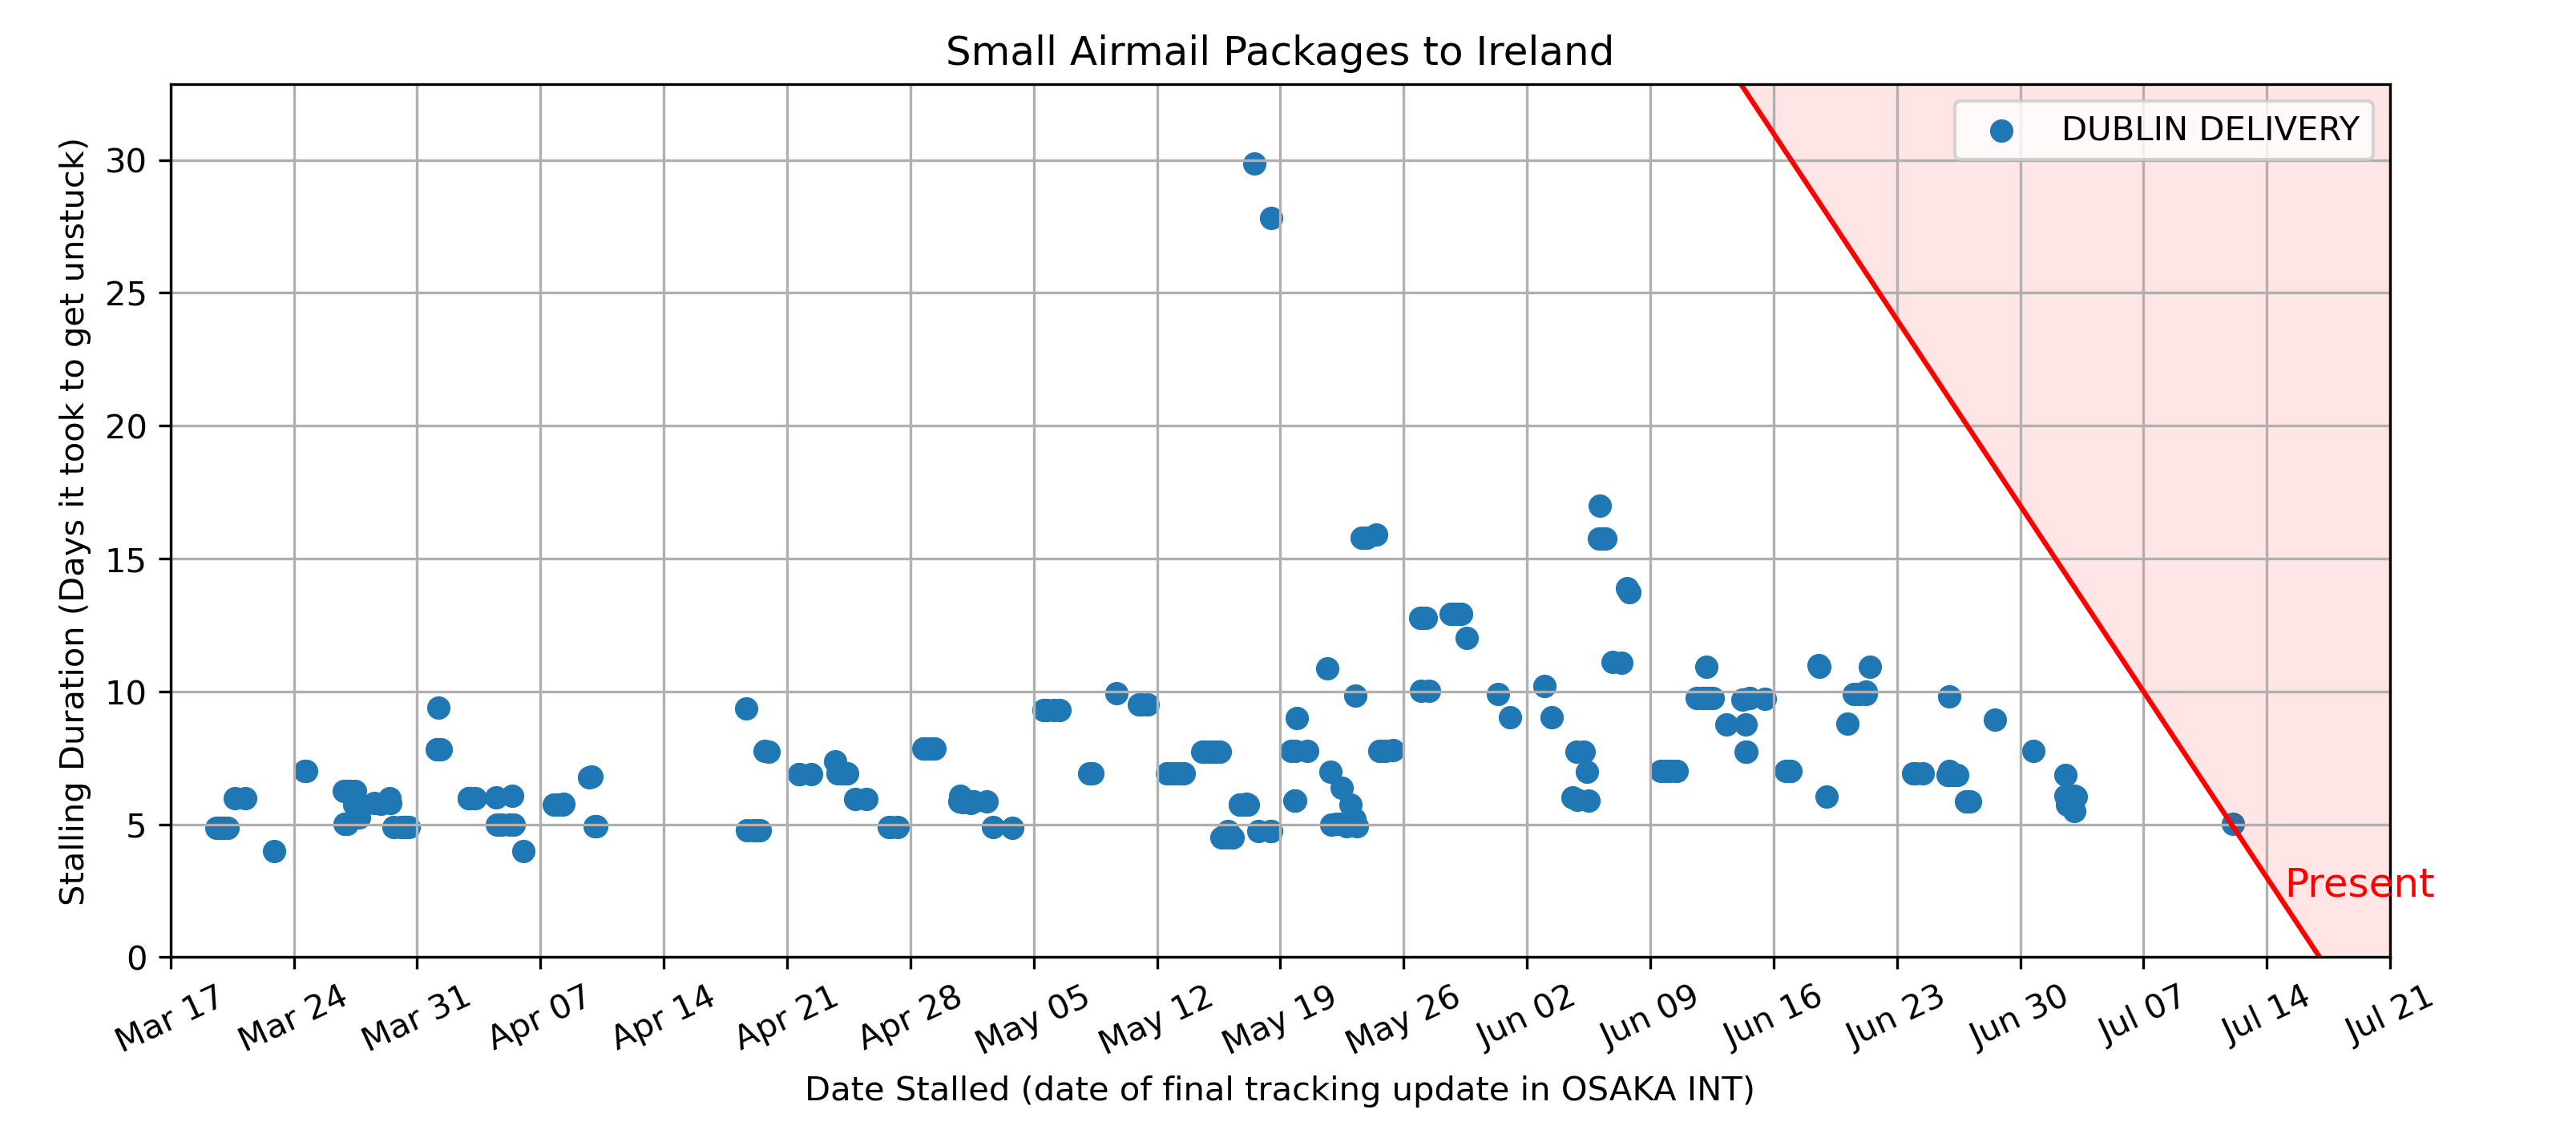 Small Airmail Packages to Ireland
DUBLIN DELIVERY
Stalling Duration (Days it took to get unstuck)
30
25
20
15
10
5
0
Present
Mar 17
Mar 24
Mar 31
Apr 07
Apr 14
Apr 21
Apr 28
May 05
May 12
May 19
May 26
Jun 02
Jun 09
Jun 16
Jun 23
Jun 30
Jul 07
Jul 14
Jul 21
Date Stalled (date of final tracking update in OSAKA INT)